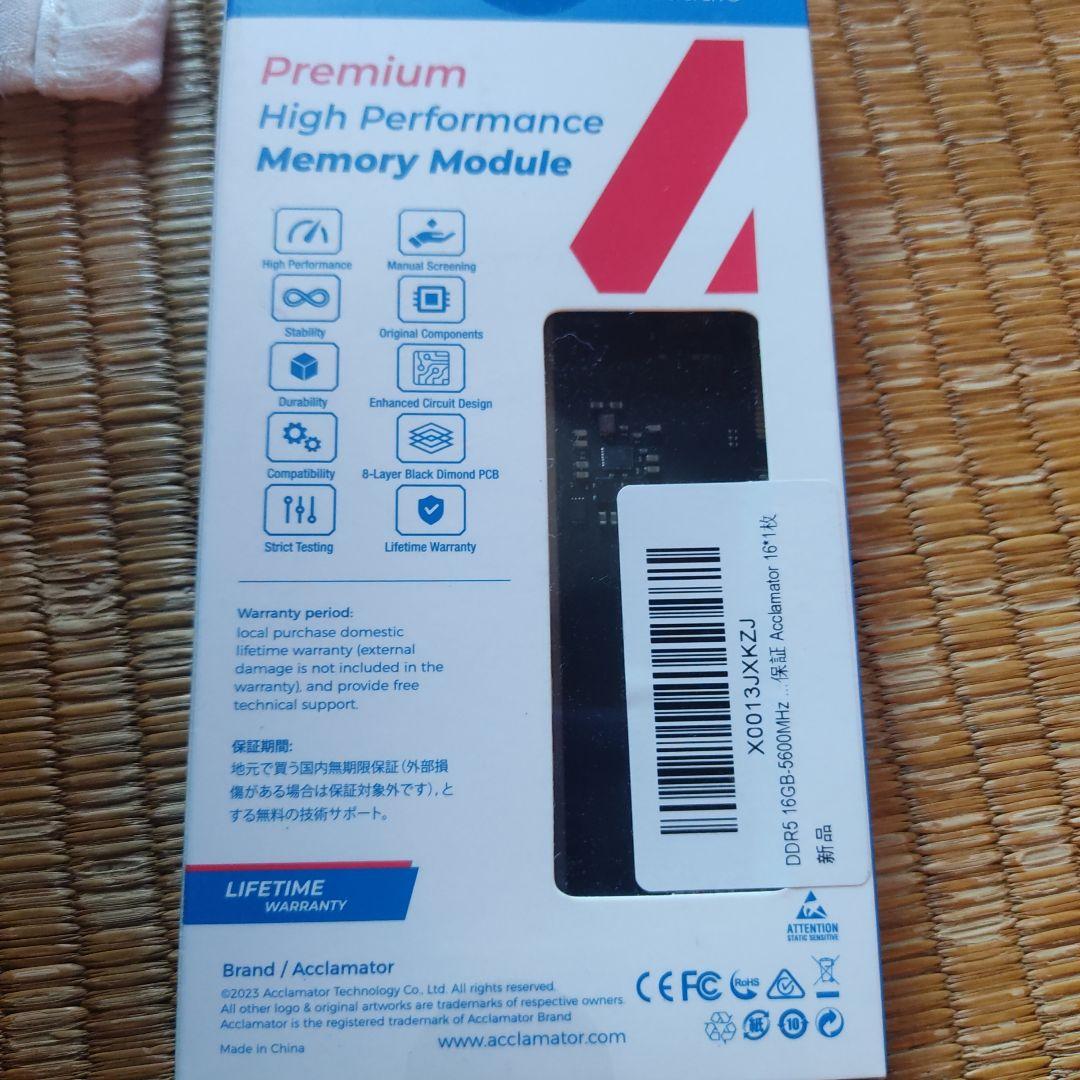 Premium
High Performance
Memory Module
High Performance
Manual Screening
Stability
Original Components
Durability
Enhanced Circuit Design
Compatibility
8-Layer Black Dimond PCB
Strict Testing
Lifetime Warranty
Warranty period:
local purchase domestic
lifetime warranty (external
damage is not included in the
warranty), and provide free
technical support.
保証期間:
地元で買う国内無期限保証(外部損
傷がある場合は保証対象外です),と
する無料の技術サポート。
LIFETIME
WARRANTY
X0013JXKZJ
DDR5 16GB-5600MHz ...保証 Acclamator 16*1枚
新品
ATTENTION
STATIC SENSITIVE
Brand / Acclamator
©2023 Acclamator Technology Co., Ltd. All rights reserved.
All other logo & original artworks are trademarks of respective owners.
Acclamator is the registered trademark of Acclamator Brand
Made in China
www.acclamator.com
CE FC RoHS
紙 10